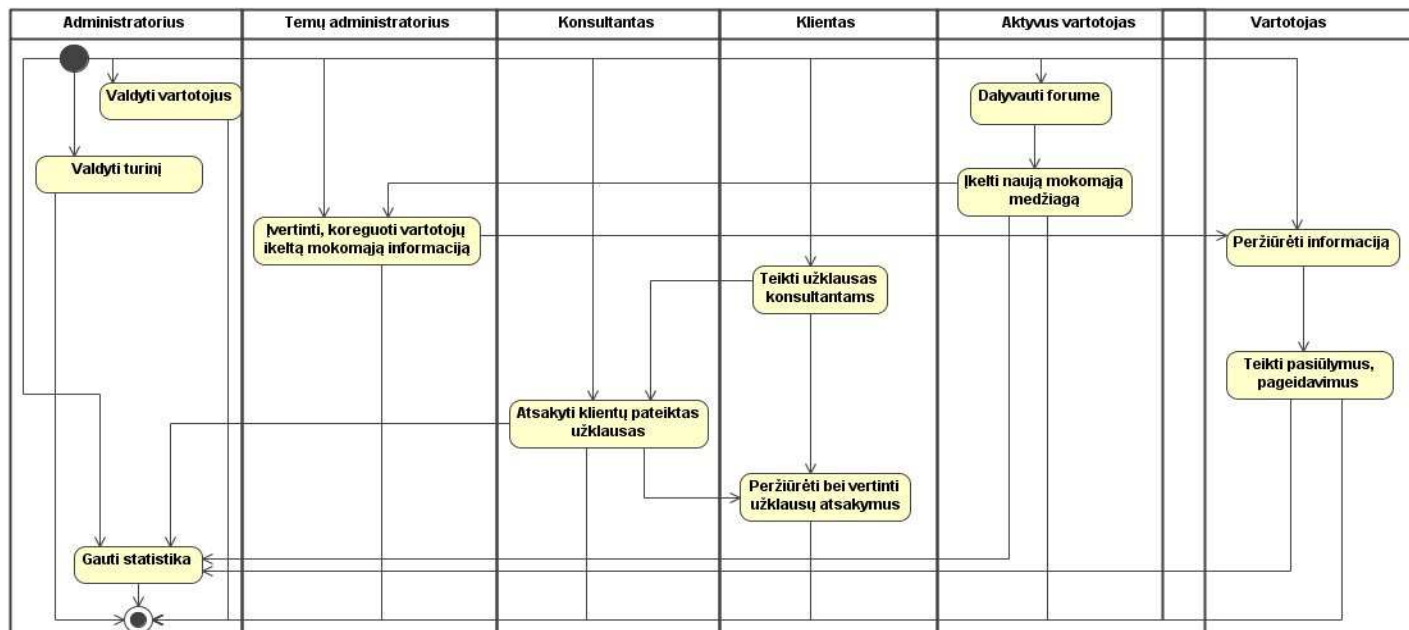 Administratorius
Temų administratorius
Konsultantas
Klientas
Aktyvus vartotojas
Vartotojas
Valdyti vartotojus
Dalyvauti forume
Valdyti turinį
Įkelti naują mokomąją
medžiagą
Įvertinti, koreguoti vartotojų
ikeltą mokomąją informaciją
Peržiūrėti informaciją
Teikti užklausas
konsultantams
Teikti pasiūlymus,
pageidavimus
Atsakyti klientų pateiktas
užklausas
Peržiūrėti bei vertinti
užklausų atsakymus
Gauti statistika